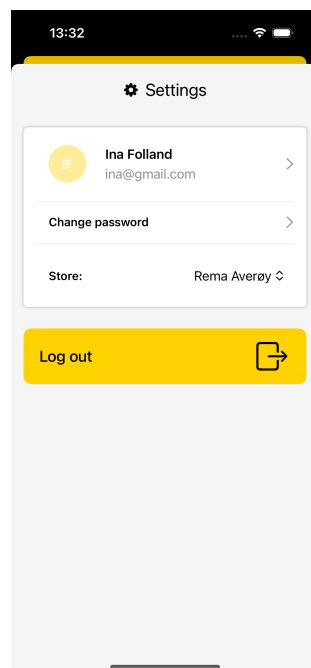 13:32
Settings
IF
Ina Folland
ina@gmail.com
Change password
Store: Rema Averøy
Log out